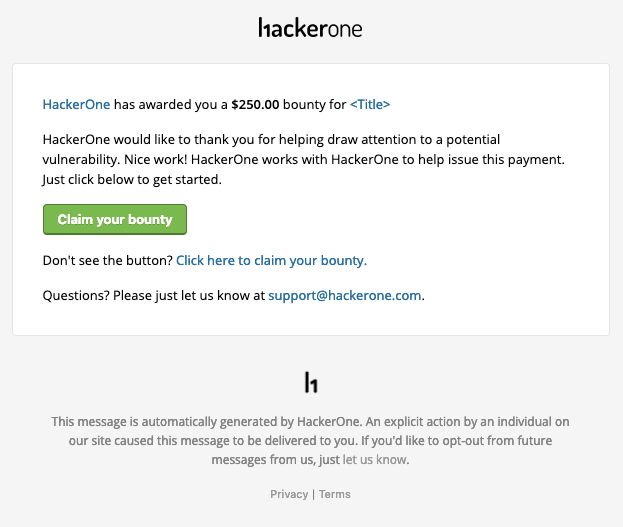 hackerone
HackerOne has awarded you a $250.00 bounty for <Title>
HackerOne would like to thank you for helping draw attention to a potential
vulnerability. Nice work! HackerOne works with HackerOne to help issue this payment.
Just click below to get started.
Claim your bounty
Don't see the button? Click here to claim your bounty.
Questions? Please just let us know at support@hackerone.com.
h1
This message is automatically generated by HackerOne. An explicit action by an individual on
our site caused this message to be delivered to you. If you'd like to opt-out from future
messages from us, just let us know.
Privacy | Terms